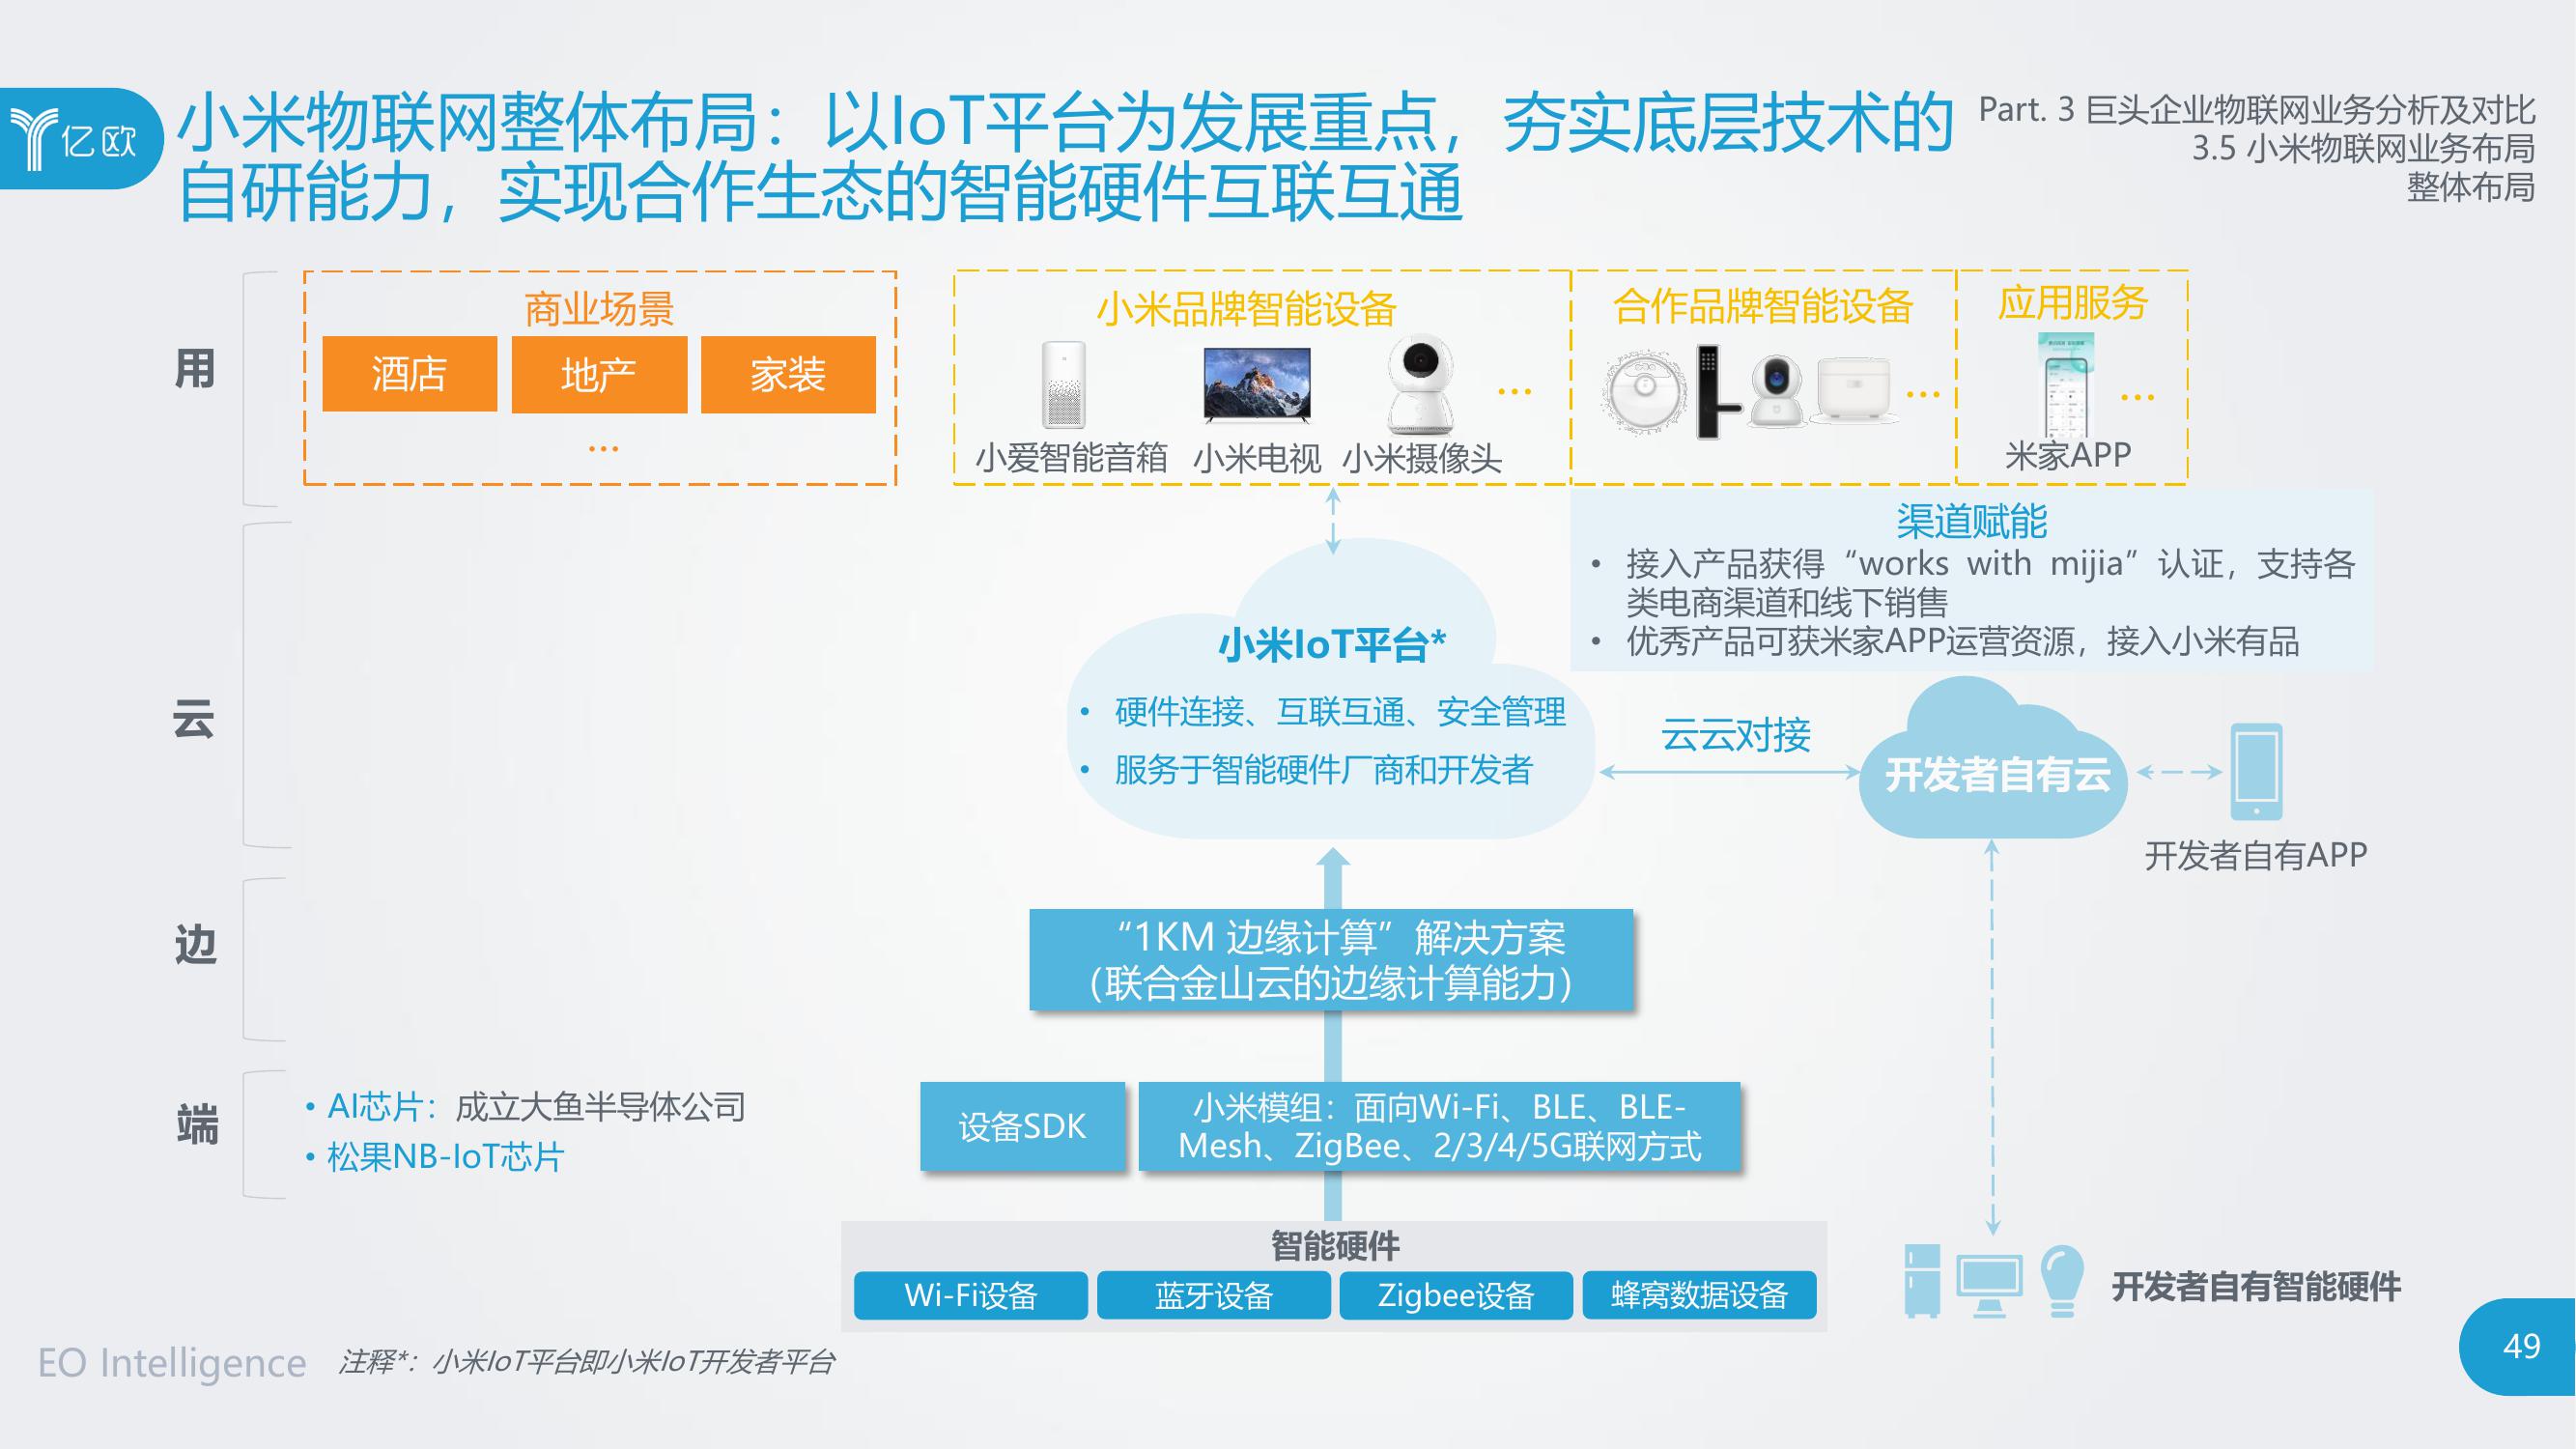 亿欧
小米物联网整体布局：以IoT平台为发展重点，夯实底层技术的
自研能力，实现合作生态的智能硬件互联互通
Part. 3 巨头企业物联网业务分析及对比
3.5 小米物联网业务布局
整体布局
用
商业场景
酒店
地产
家装
...
小米品牌智能设备
小爱智能音箱
小米电视
小米摄像头
...
合作品牌智能设备
...
应用服务
米家APP
...
渠道赋能
• 接入产品获得“works with mijia”认证，支持各
类电商渠道和线下销售
• 优秀产品可获米家APP运营资源，接入小米有品
云
小米IoT平台*
• 硬件连接、互联互通、安全管理
• 服务于智能硬件厂商和开发者
云云对接
开发者自有云
开发者自有APP
边
“1KM 边缘计算”解决方案
（联合金山云的边缘计算能力）
端
• AI芯片：成立大鱼半导体公司
• 松果NB-IoT芯片
设备SDK
小米模组：面向Wi-Fi、BLE、BLE-
Mesh、ZigBee、2/3/4/5G联网方式
智能硬件
Wi-Fi设备
蓝牙设备
Zigbee设备
蜂窝数据设备
开发者自有智能硬件
EO Intelligence
注释*：小米IoT平台即小米IoT开发者平台
49